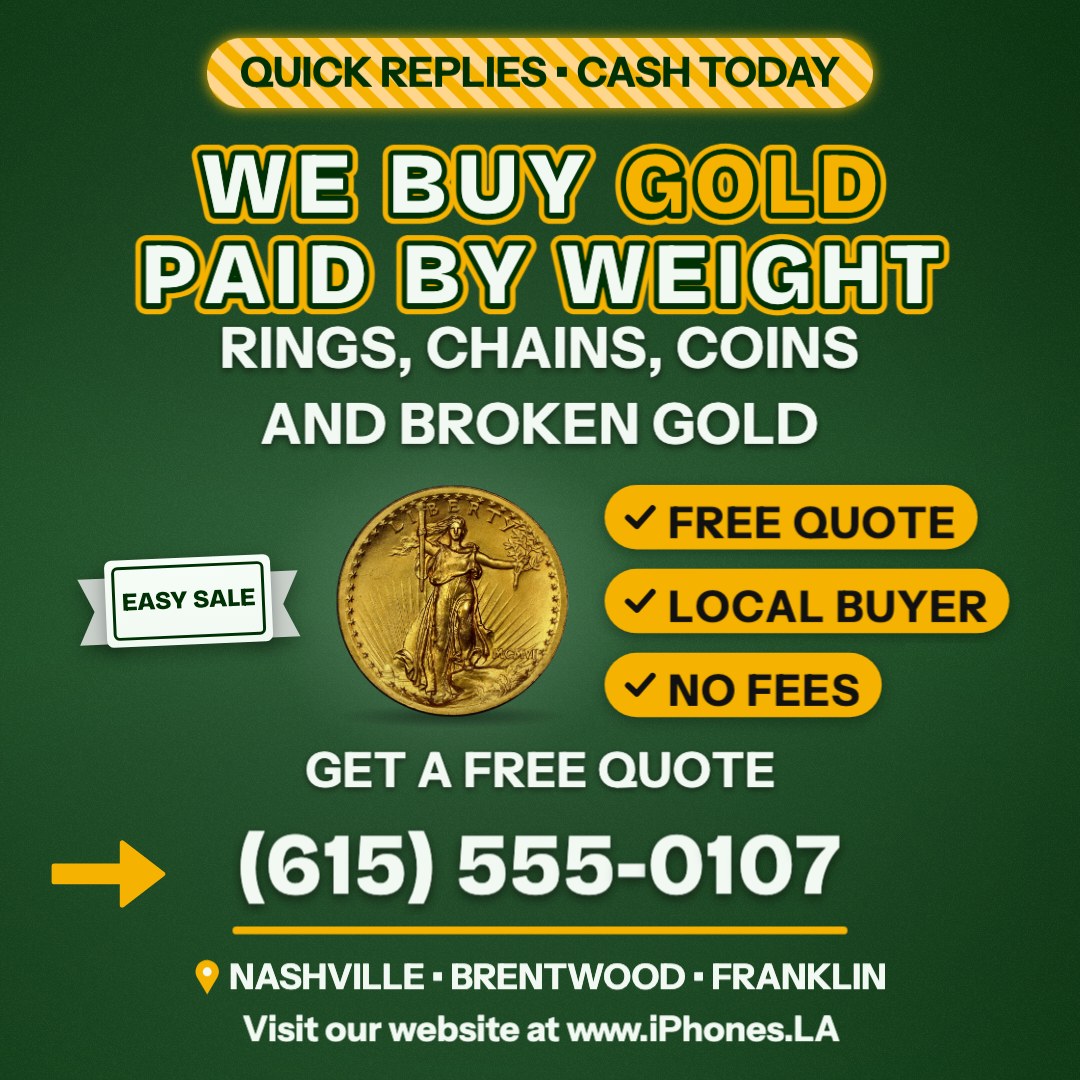 QUICK REPLIES ▪ CASH TODAY
WE BUY GOLD
PAID BY WEIGHT
RINGS, CHAINS, COINS
AND BROKEN GOLD
EASY SALE
LIBERTY
MCMVII
✓ FREE QUOTE
✓ LOCAL BUYER
✓ NO FEES
GET A FREE QUOTE
(615) 555-0107
NASHVILLE ▪ BRENTWOOD ▪ FRANKLIN
Visit our website at www.iPhones.LA